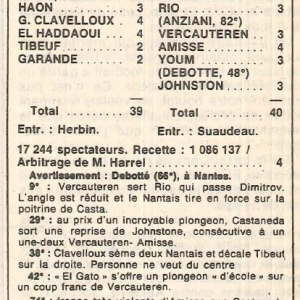 HAON . . . . . . . . . 3 RIO . . . . . . . . . . 3
G. CLAVELLOUX . 4 (ANZIANI, 82e)
EL HADDAOUI . . 4 VERCAUTEREN . . 3
TIBEUF . . . . . . . 2 AMISSE . . . . . . . 4
GARANDE . . . . . . 2 YOUM . . . . . . . . 3
(DEBOTTE, 48e)
JOHNSTON . . . . . 3
Total . . . . . . . 39 Total . . . . . . . 40
Entr. : Herbin. Entr. : Suaudeau.
17 244 spectateurs. Recette : 1 086 137 /
Arbitrage de M. Harrel . . . . . . . . . . . 4
Avertissement : Debotté (66e), à Nantes.
9e : Vercauteren sert Rio qui passe Dimitrov.
L'angle est réduit et le Nantais tire en force sur la
poitrine de Casta.
29e : au prix d'un incroyable plongeon, Castaneda
sort une reprise de Johnstone, consécutive à un
une-deux Vercauteren- Amisse.
38e : Clavelloux sème deux Nantais et décale Tibeuf
sur la droite. Personne ne veut du centre
42e : « El Gato » s'offre un plongeon « d'école » sur
un coup franc de Vercauteren.